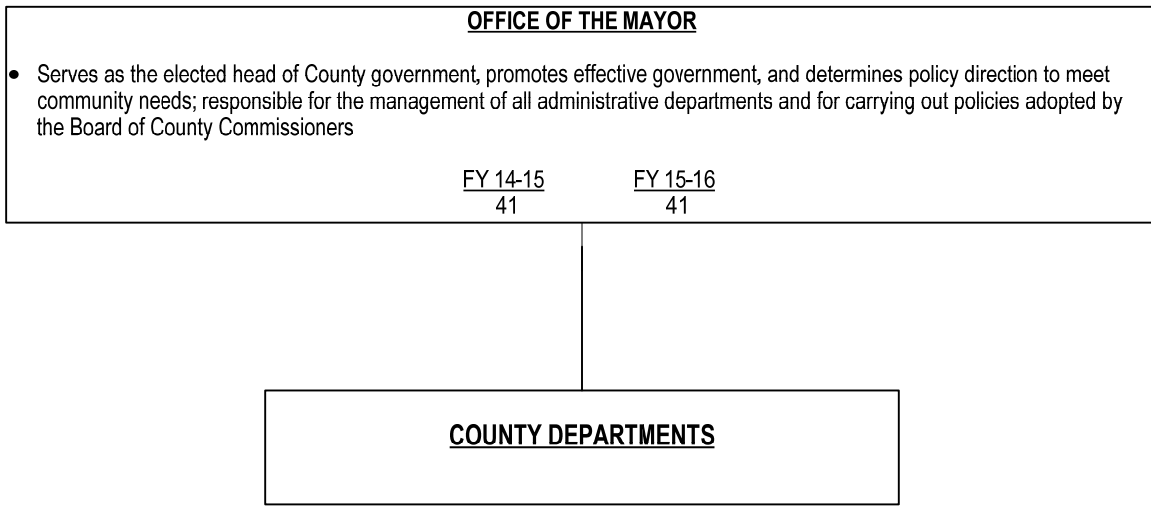 OFFICE OF THE MAYOR
• Serves as the elected head of County government, promotes effective government, and determines policy direction to meet
community needs; responsible for the management of all administrative departments and for carrying out policies adopted by
the Board of County Commissioners
FY 14-15 FY 15-16
41 41
COUNTY DEPARTMENTS